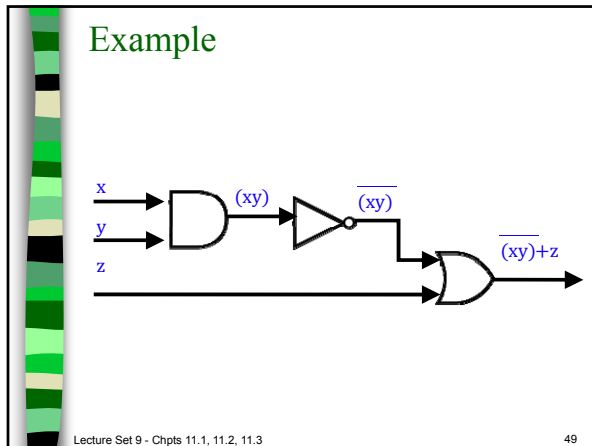 Example
x
(xy)
(xy)
y
(xy)+z
z
Lecture Set 9 - Chpts 11.1, 11.2, 11.3
49